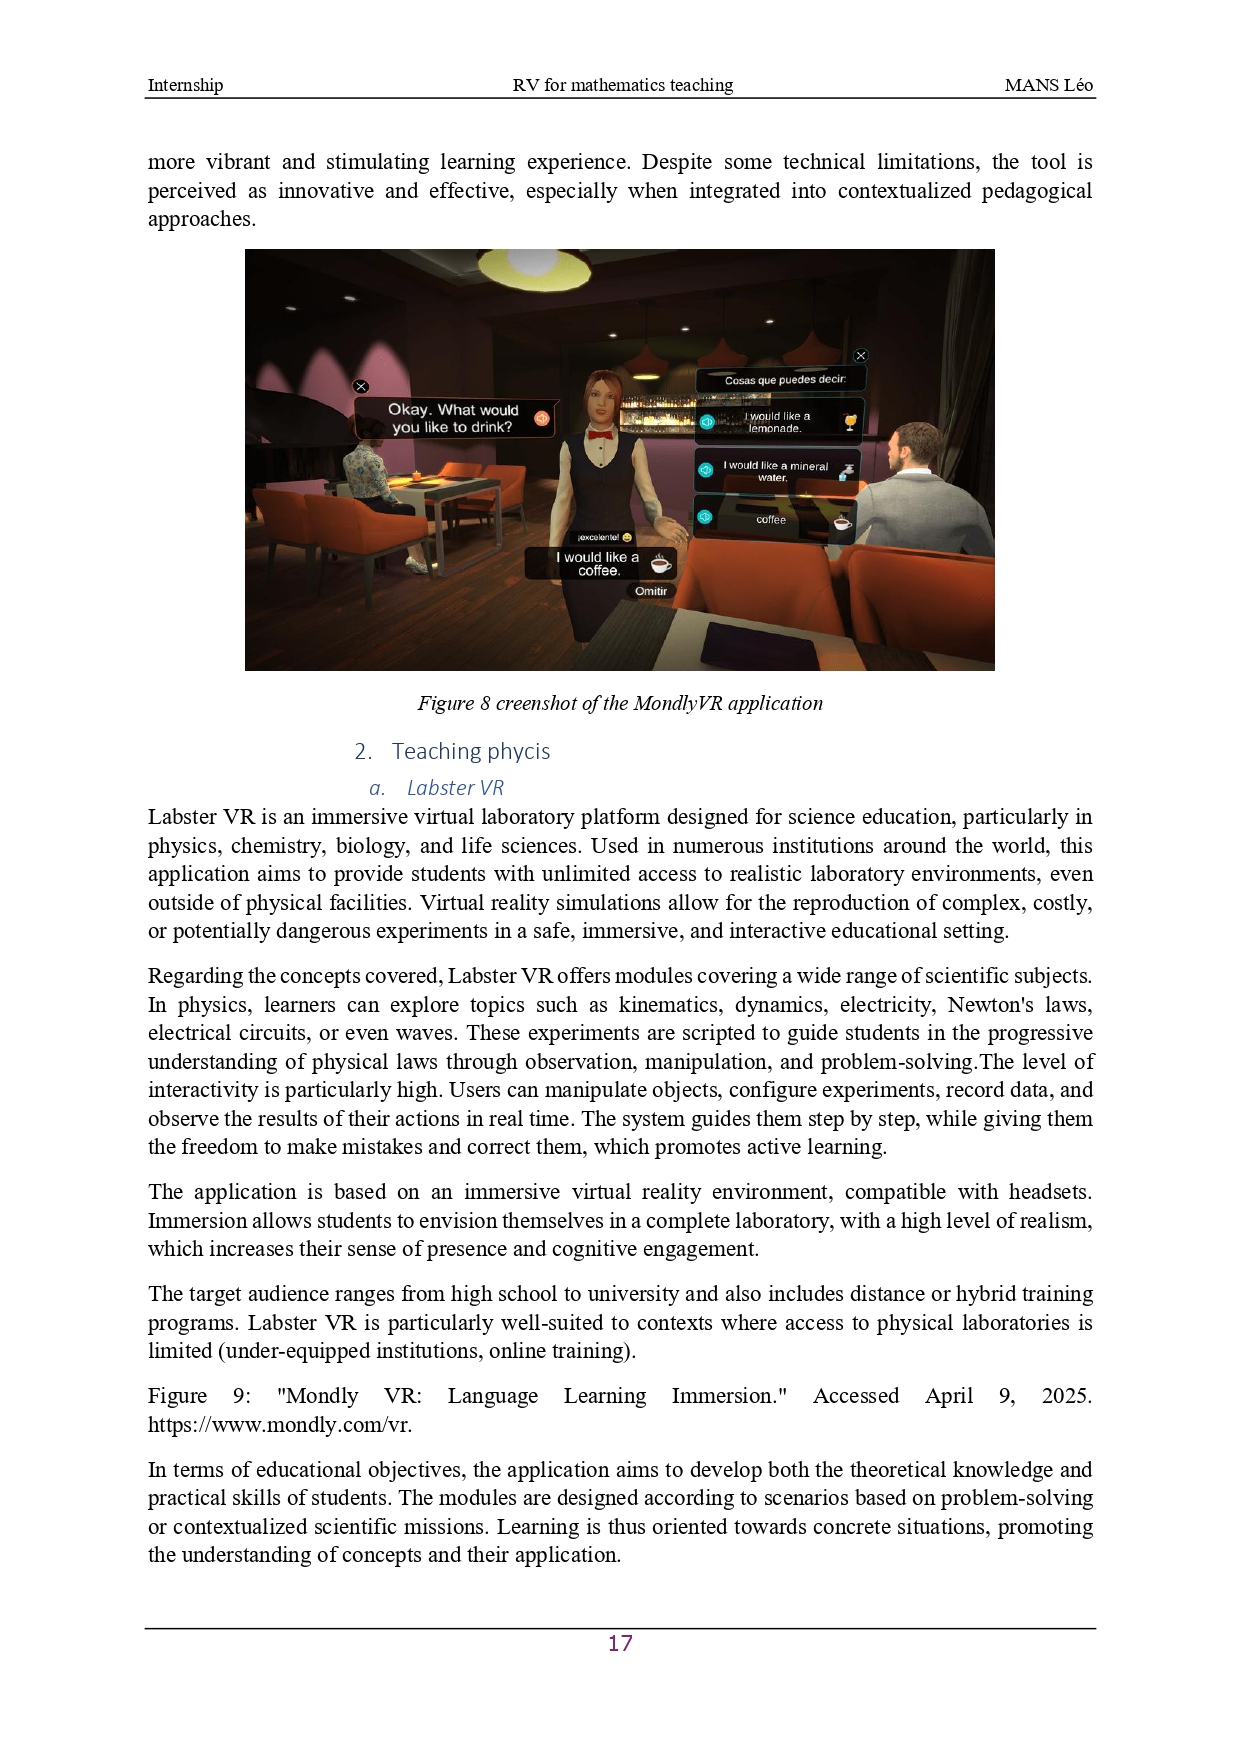 Internship RV for mathematics teaching MANS Léo
more vibrant and stimulating learning experience. Despite some technical limitations, the tool is
perceived as innovative and effective, especially when integrated into contextualized pedagogical
approaches.
Okay. What would
you like to drink?
Cosas que puedes decir:
I would like a
lemonade.
I would like a mineral
water.
coffee
¡excelente! 😄
I would like a
coffee.
Omitir
Figure 8 creenshot of the MondlyVR application
2. Teaching phycis
a. Labster VR
Labster VR is an immersive virtual laboratory platform designed for science education, particularly in
physics, chemistry, biology, and life sciences. Used in numerous institutions around the world, this
application aims to provide students with unlimited access to realistic laboratory environments, even
outside of physical facilities. Virtual reality simulations allow for the reproduction of complex, costly,
or potentially dangerous experiments in a safe, immersive, and interactive educational setting.
Regarding the concepts covered, Labster VR offers modules covering a wide range of scientific subjects.
In physics, learners can explore topics such as kinematics, dynamics, electricity, Newton's laws,
electrical circuits, or even waves. These experiments are scripted to guide students in the progressive
understanding of physical laws through observation, manipulation, and problem-solving.The level of
interactivity is particularly high. Users can manipulate objects, configure experiments, record data, and
observe the results of their actions in real time. The system guides them step by step, while giving them
the freedom to make mistakes and correct them, which promotes active learning.
The application is based on an immersive virtual reality environment, compatible with headsets.
Immersion allows students to envision themselves in a complete laboratory, with a high level of realism,
which increases their sense of presence and cognitive engagement.
The target audience ranges from high school to university and also includes distance or hybrid training
programs. Labster VR is particularly well-suited to contexts where access to physical laboratories is
limited (under-equipped institutions, online training).
Figure 9: "Mondly VR: Language Learning Immersion." Accessed April 9, 2025.
https://www.mondly.com/vr.
In terms of educational objectives, the application aims to develop both the theoretical knowledge and
practical skills of students. The modules are designed according to scenarios based on problem-solving
or contextualized scientific missions. Learning is thus oriented towards concrete situations, promoting
the understanding of concepts and their application.
17